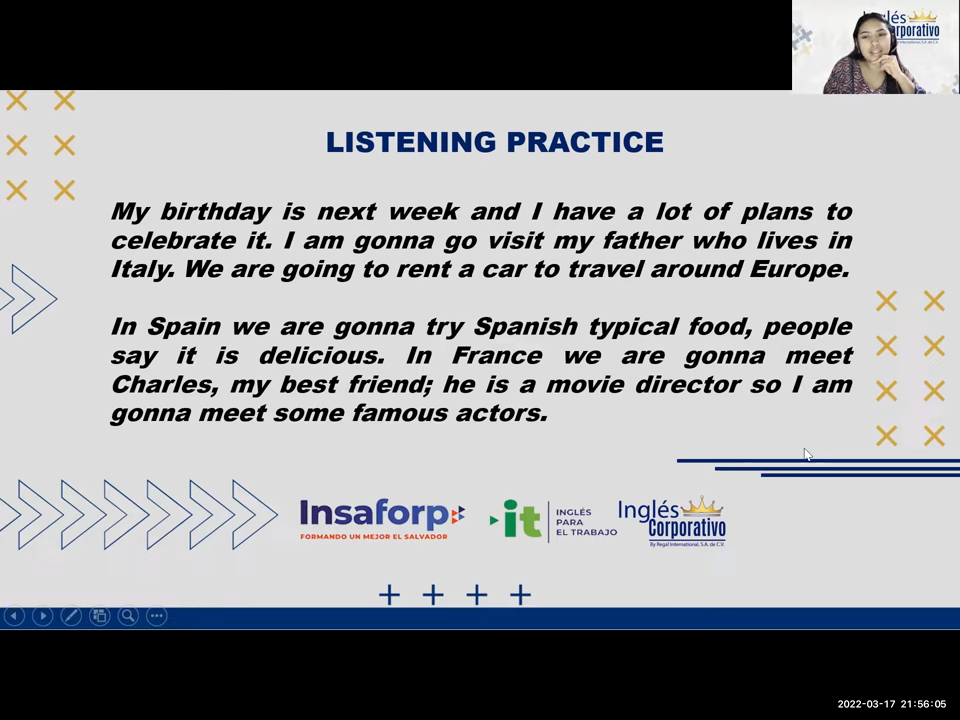 Inglés
Corporativo
LISTENING PRACTICE
My birthday is next week and I have a lot of plans to
celebrate it. I am gonna go visit my father who lives in
Italy. We are going to rent a car to travel around Europe.
In Spain we are gonna try Spanish typical food, people
say it is delicious. In France we are gonna meet
Charles, my best friend; he is a movie director so I am
gonna meet some famous actors.
Insaforp
FORMANDO UN MEJOR EL SALVADOR
it
INGLÉS
PARA
EL TRABAJO
Inglés
Corporativo
By Regal International, S.A. de C.V.
2022-03-17 21:56:05